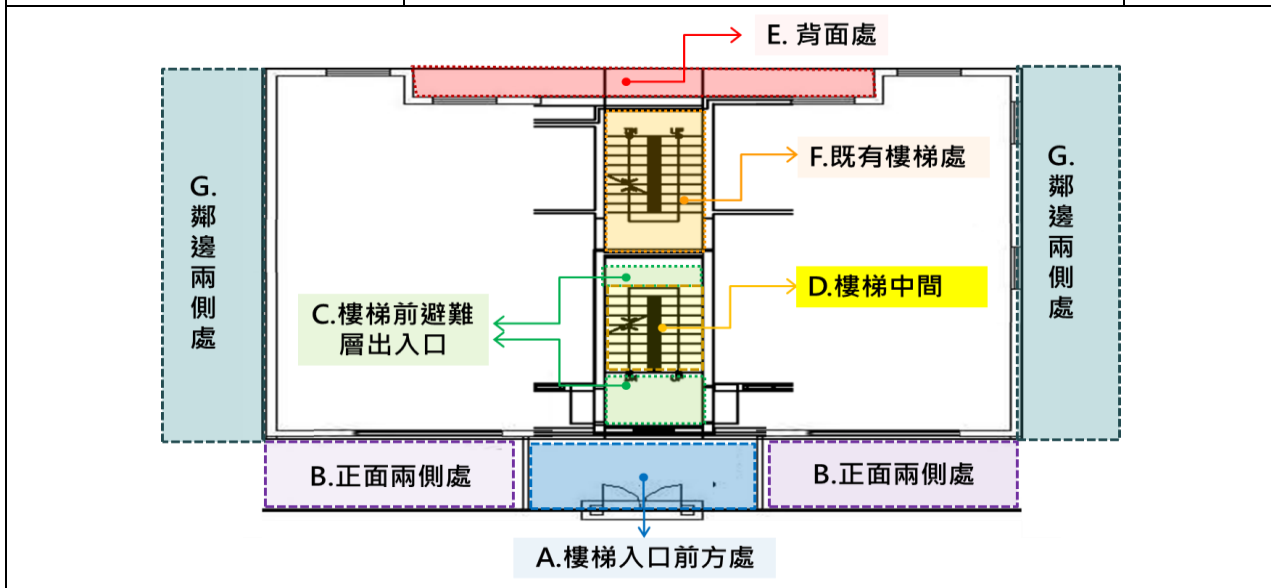 E. 背面處
F.既有樓梯處
G.
鄰
邊
兩
側
處
G.
鄰
邊
兩
側
處
D.樓梯中間
C.樓梯前避難
層出入口
B.正面兩側處
B.正面兩側處
A.樓梯入口前方處